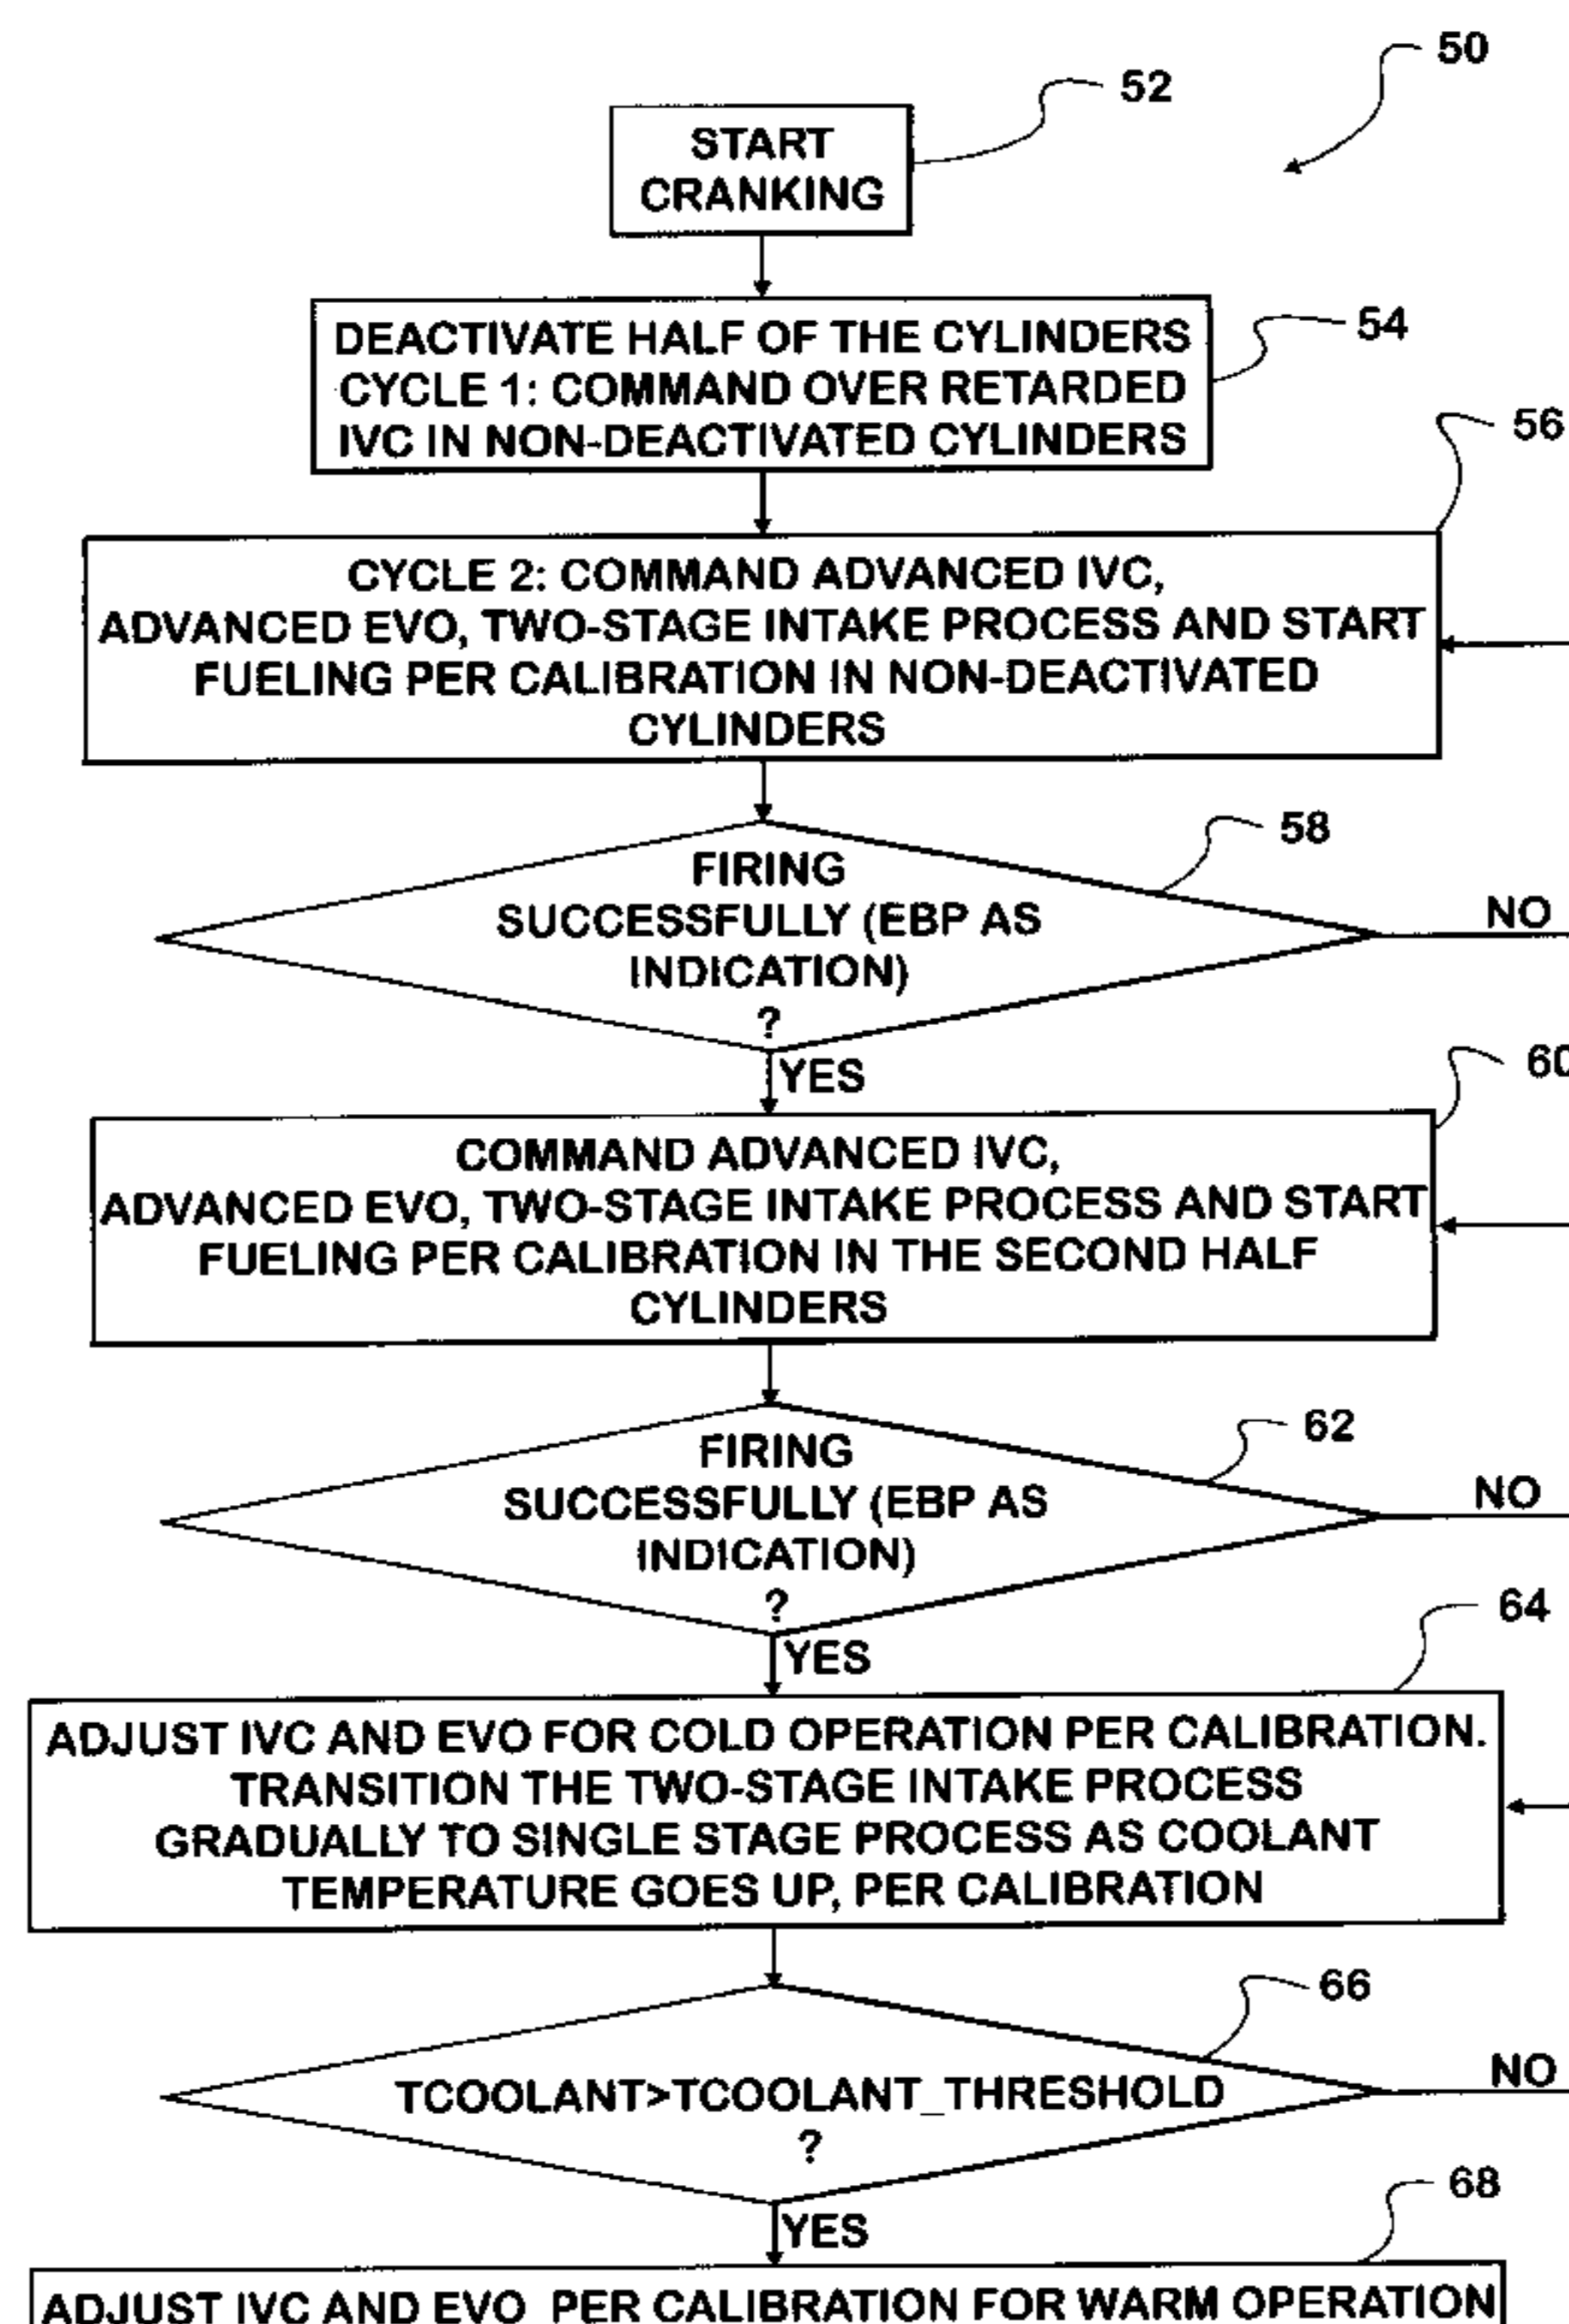 50
52
START
CRANKING
54
DEACTIVATE HALF OF THE CYLINDERS
CYCLE 1: COMMAND OVER RETARDED
IVC IN NON-DEACTIVATED CYLINDERS
56
CYCLE 2: COMMAND ADVANCED IVC,
ADVANCED EVO, TWO-STAGE INTAKE PROCESS AND START
FUELING PER CALIBRATION IN NON-DEACTIVATED
CYLINDERS
58
FIRING
SUCCESSFULLY (EBP AS
INDICATION)
?
NO
YES
60
COMMAND ADVANCED IVC,
ADVANCED EVO, TWO-STAGE INTAKE PROCESS AND START
FUELING PER CALIBRATION IN THE SECOND HALF
CYLINDERS
62
FIRING
SUCCESSFULLY (EBP AS
INDICATION)
?
NO
YES
64
ADJUST IVC AND EVO FOR COLD OPERATION PER CALIBRATION.
TRANSITION THE TWO-STAGE INTAKE PROCESS
GRADUALLY TO SINGLE STAGE PROCESS AS COOLANT
TEMPERATURE GOES UP, PER CALIBRATION
66
TCOOLANT>TCOOLANT_THRESHOLD
?
NO
YES
68
ADJUST IVC AND EVO PER CALIBRATION FOR WARM OPERATION